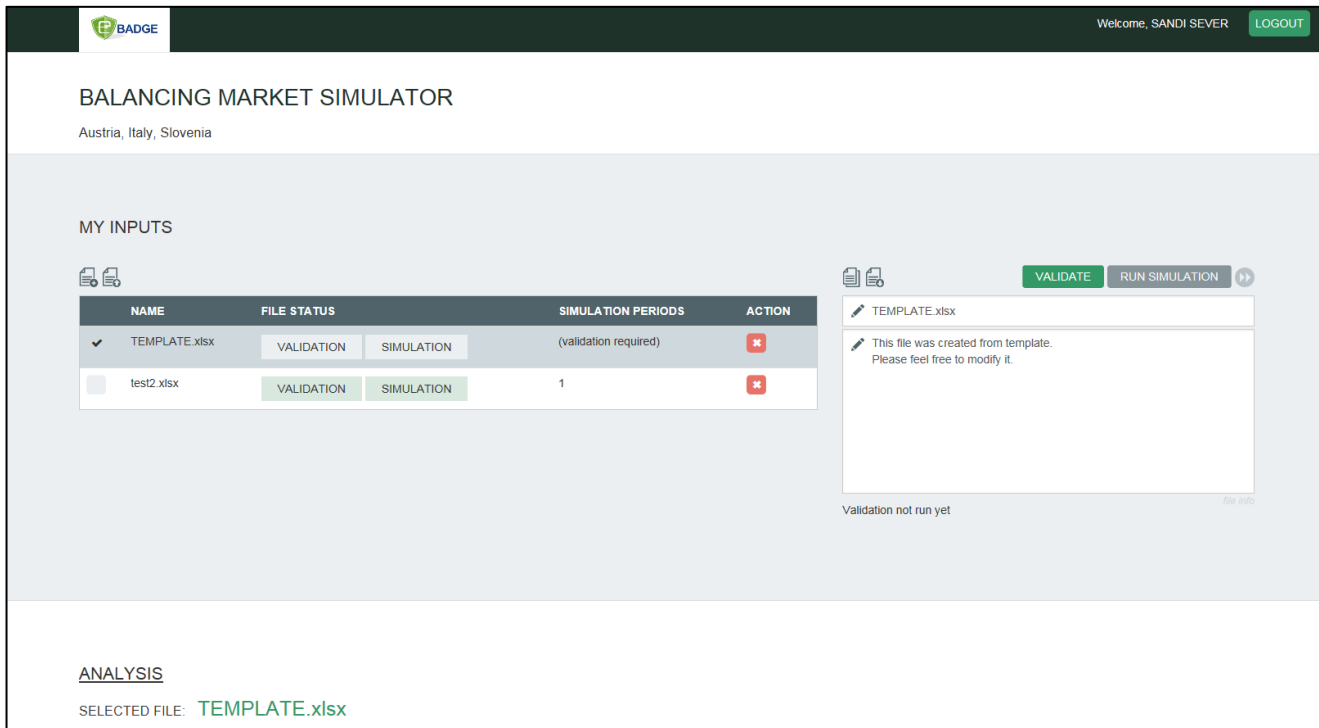 BADGE
Welcome, SANDI SEVER LOGOUT
BALANCING MARKET SIMULATOR
Austria, Italy, Slovenia
MY INPUTS
VALIDATE RUN SIMULATION
NAME FILE STATUS SIMULATION PERIODS ACTION
TEMPLATE.xlsx VALIDATION SIMULATION (validation required)
test2.xlsx VALIDATION SIMULATION 1
TEMPLATE.xlsx
This file was created from template.
Please feel free to modify it.
file info
Validation not run yet
ANALYSIS
SELECTED FILE: TEMPLATE.xlsx